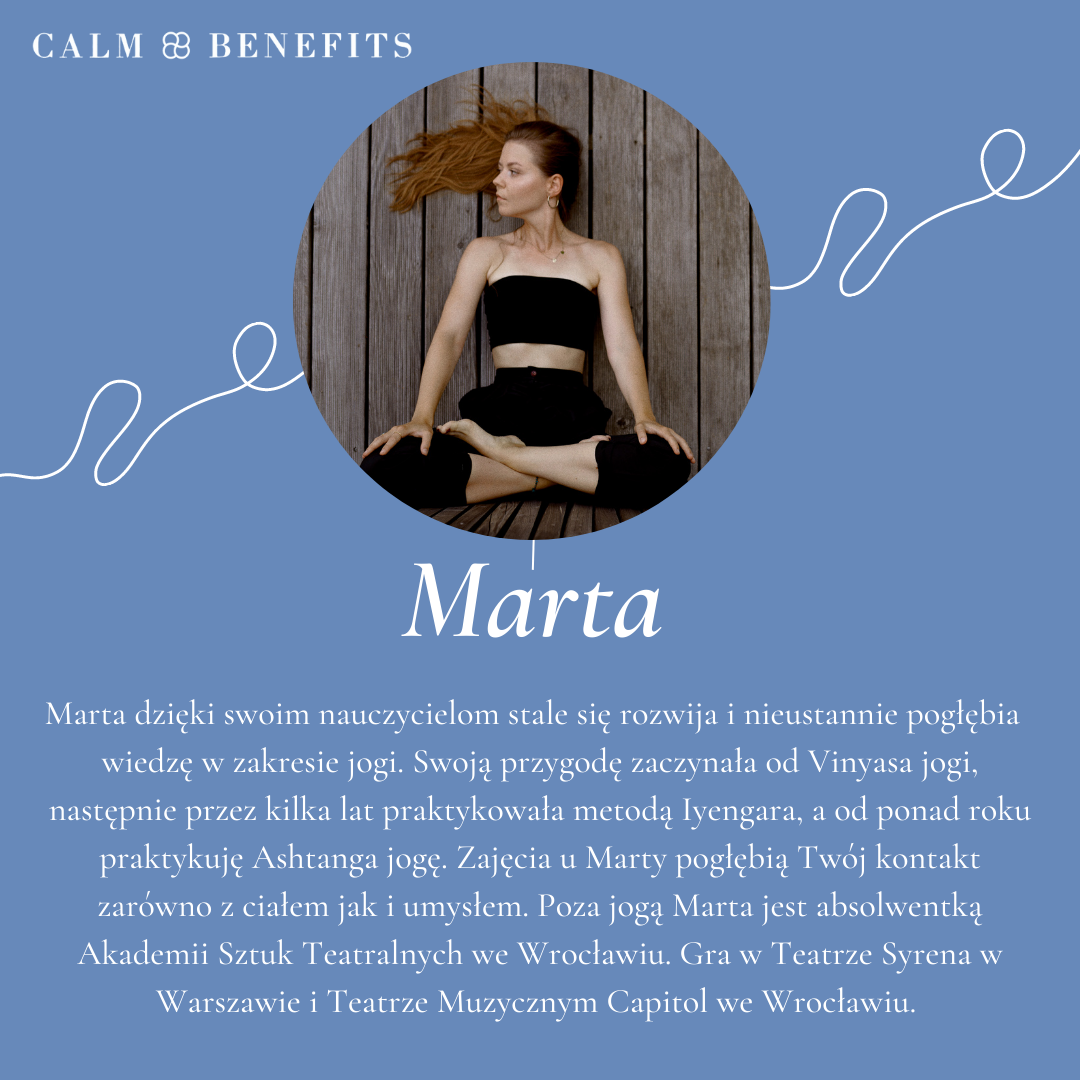 CALM BENEFITS
Marta
Marta dzięki swoim nauczycielom stale się rozwija i nieustannie pogłębia
wiedzę w zakresie jogi. Swoją przygodę zaczynała od Vinyasa jogi,
następnie przez kilka lat praktykowała metodą Iyengara, a od ponad roku
praktykuję Ashtanga jogę. Zajęcia u Marty pogłębią Twój kontakt
zarówno z ciałem jak i umysłem. Poza jogą Marta jest absolwentką
Akademii Sztuk Teatralnych we Wrocławiu. Gra w Teatrze Syrena w
Warszawie i Teatrze Muzycznym Capitol we Wrocławiu.